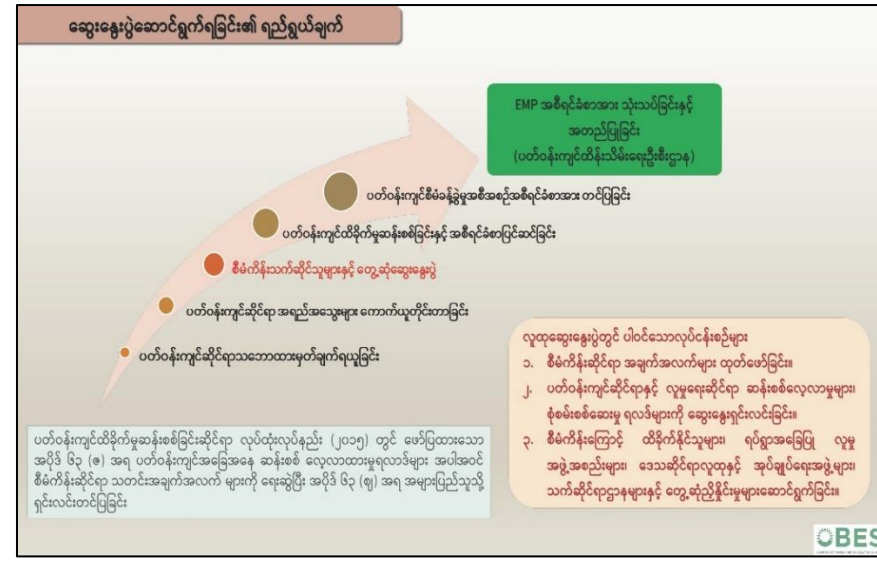 ဆွေးနွေးပွဲဆောင်ရွက်ရခြင်း၏ ရည်ရွယ်ချက်
EMP အစီရင်ခံစာအား သုံးသပ်ခြင်းနှင့်
အတည်ပြုခြင်း
(ပတ်ဝန်းကျင်ထိန်းသိမ်းရေးဦးစီးဌာန)
ပတ်ဝန်းကျင်စီမံခန့်ခွဲမှုအစီအစဉ်အစီရင်ခံစာအား တင်ပြခြင်း
ပတ်ဝန်းကျင်ထိခိုက်မှုဆန်းစစ်ခြင်းနှင့် အစီရင်ခံစာပြင်ဆင်ခြင်း
စီမံကိန်းသက်ဆိုင်သူများနှင့် တွေ့ဆုံဆွေးနွေးပွဲ
ပတ်ဝန်းကျင်ဆိုင်ရာ အရည်အသွေးများ ကောက်ယူတိုင်းတာခြင်း
ပတ်ဝန်းကျင်ဆိုင်ရာသဘောထားမှတ်ချက်ရယူခြင်း
ပတ်ဝန်းကျင်ထိခိုက်မှုဆန်းစစ်ခြင်းဆိုင်ရာ လုပ်ထုံးလုပ်နည်း (၂၀၁၅) တွင် ဖော်ပြထားသော
အပိုဒ် ၆၃ (ဇ) အရ ပတ်ဝန်းကျင်အခြေအနေ ဆန်းစစ် လေ့လာထားမှုရလာဒ်များ အပါအဝင်
စီမံကိန်းဆိုင်ရာ သတင်းအချက်အလက် များကို ရေးဆွဲပြီး အပိုဒ် ၆၃ (ဈ) အရ အများပြည်သူသို့
ရှင်းလင်းတင်ပြခြင်း
လူထုဆွေးနွေးပွဲတွင် ပါဝင်သောလုပ်ငန်းစဉ်များ
၁. စီမံကိန်းဆိုင်ရာ အချက်အလက်များ ထုတ်ဖော်ခြင်း။
၂. ပတ်ဝန်းကျင်ဆိုင်ရာနှင့် လူမှုရေးဆိုင်ရာ ဆန်းစစ်လေ့လာမှုများ၊
စုံစမ်းစစ်ဆေးမှု ရလဒ်များကို ဆွေးနွေးရှင်းလင်းခြင်း။
၃. စီမံကိန်းကြောင့် ထိခိုက်နိုင်သူများ၊ ရပ်ရွာအခြေပြု လူမှု
အဖွဲ့အစည်းများ၊ ဒေသဆိုင်ရာလူထုနှင့် အုပ်ချုပ်ရေးအဖွဲ့များ၊
သက်ဆိုင်ရာဌာနများနှင့် တွေ့ဆုံညှိနှိုင်းမှုများဆောင်ရွက်ခြင်း။
BES